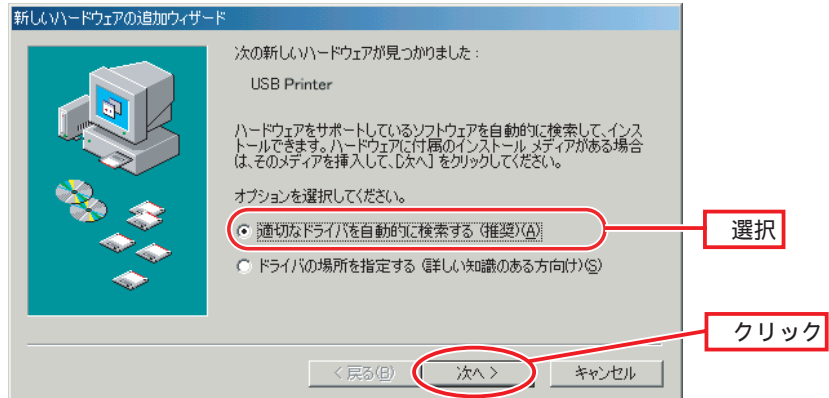 新しいハードウェアの追加ウィザード
次の新しいハードウェアが見つかりました：
USB Printer
ハードウェアをサポートしているソフトウェアを自動的に検索して、インス
トールできます。ハードウェアに付属のインストール メディアがある場合
は、そのメディアを挿入して、[次へ] をクリックしてください。
オプションを選択してください。
適切なドライバを自動的に検索する (推奨)(A)
選択
ドライバの場所を指定する (詳しい知識のある方向け)(S)
クリック
< 戻る(B)
次へ >
キャンセル